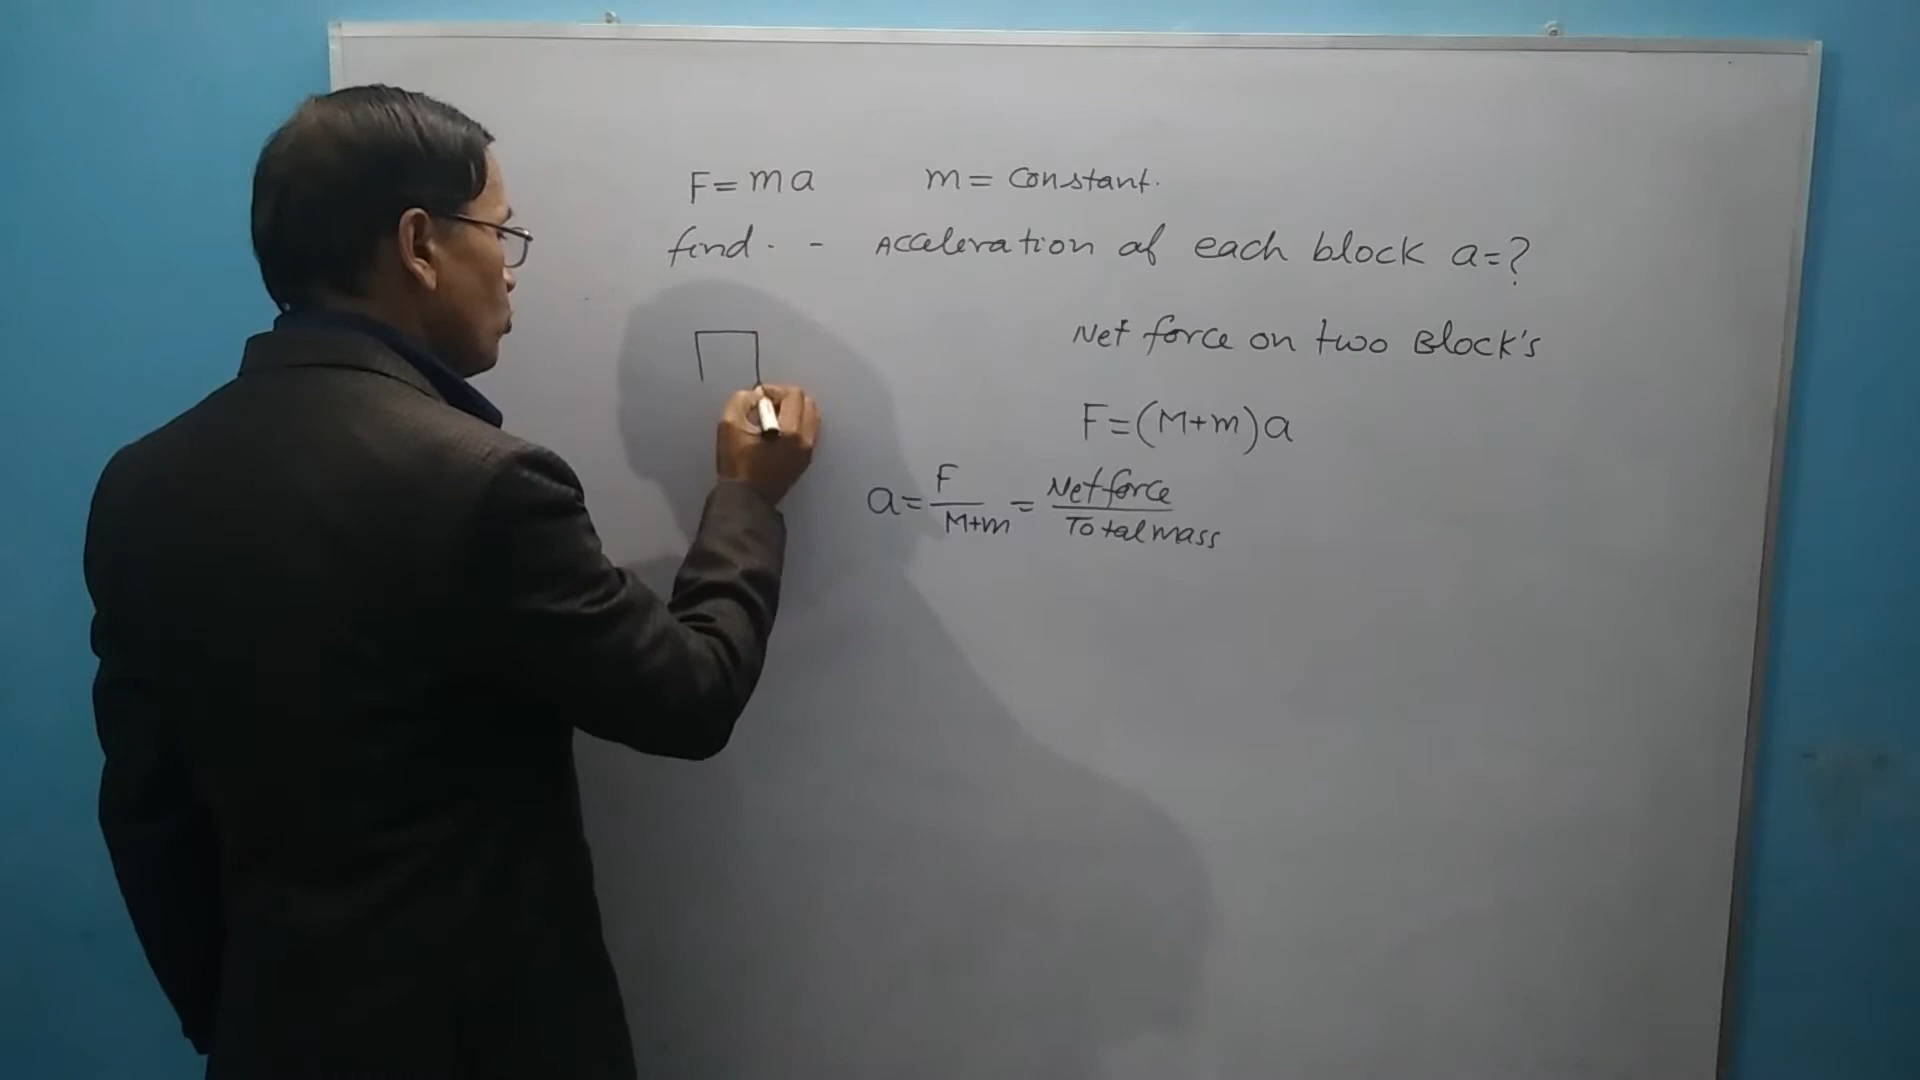 F=ma m= constant.
find. - Acceleration of each block a=?
Net force on two Block's
F=(M+m)a
a=F/M+m=Net force/Total mass